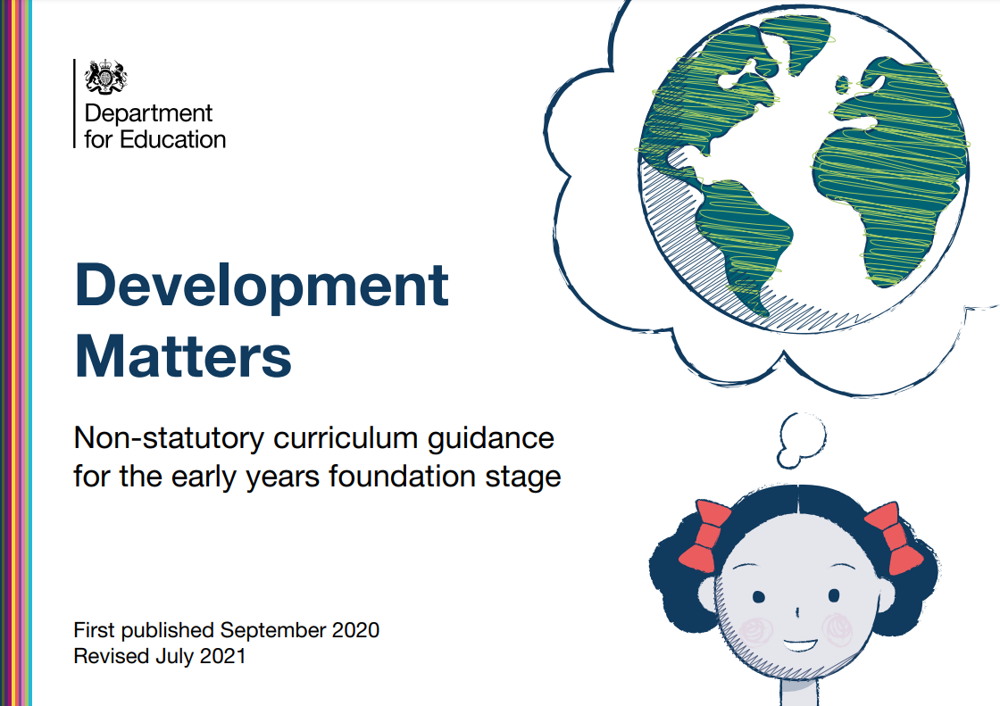 Department
for Education
Development
Matters
Non-statutory curriculum guidance
for the early years foundation stage
First published September 2020
Revised July 2021